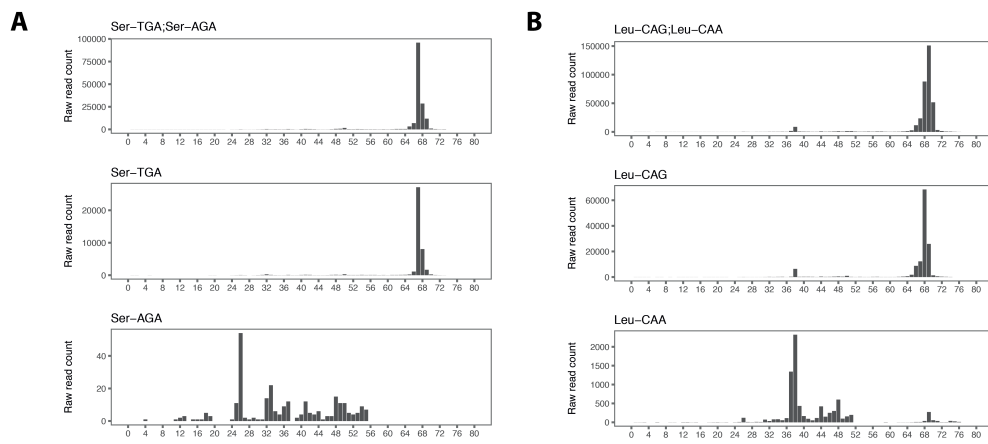 A
Ser−TGA;Ser−AGA
Raw read count
100000
75000
50000
25000
0
0 4 8 12 16 20 24 28 32 36 40 44 48 52 56 60 64 68 72 76 80
Ser−TGA
Raw read count
20000
10000
0
0 4 8 12 16 20 24 28 32 36 40 44 48 52 56 60 64 68 72 76 80
Ser−AGA
Raw read count
40
20
0
0 4 8 12 16 20 24 28 32 36 40 44 48 52 56 60 64 68 72 76 80
B
Leu−CAG;Leu−CAA
Raw read count
150000
100000
50000
0
0 4 8 12 16 20 24 28 32 36 40 44 48 52 56 60 64 68 72 76 80
Leu−CAG
Raw read count
60000
40000
20000
0
0 4 8 12 16 20 24 28 32 36 40 44 48 52 56 60 64 68 72 76 80
Leu−CAA
Raw read count
2000
1500
1000
500
0
0 4 8 12 16 20 24 28 32 36 40 44 48 52 56 60 64 68 72 76 80